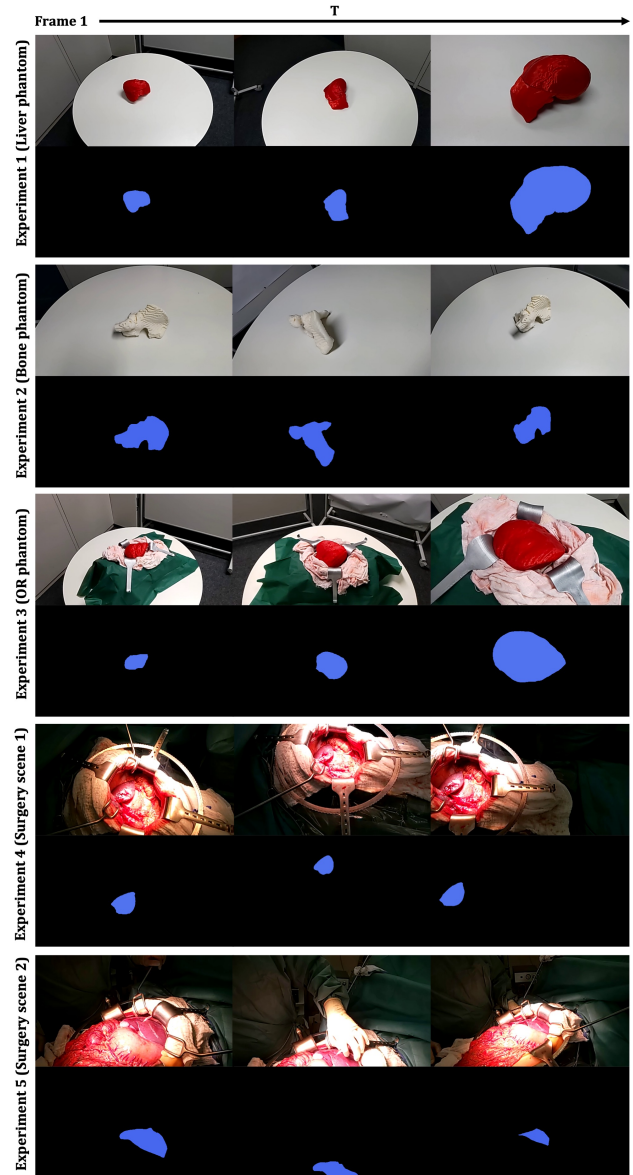 T
Frame 1
Experiment 1 (Liver phantom)
Experiment 2 (Bone phantom)
Experiment 3 (OR phantom)
Experiment 4 (Surgery scene 1)
Experiment 5 (Surgery scene 2)